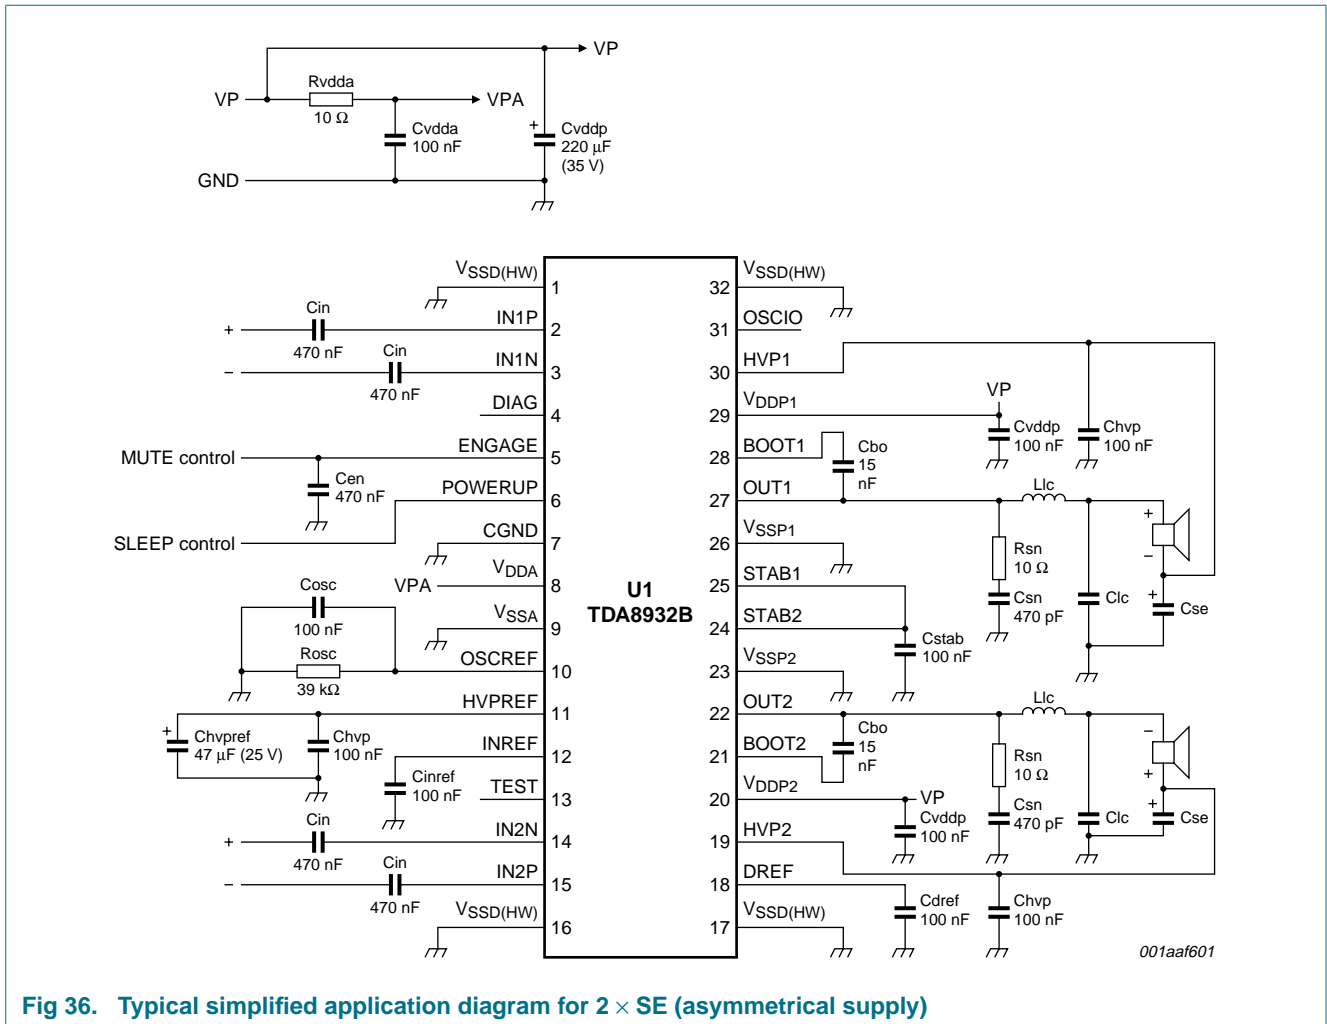 VP
Rvdda
VP
VPA
10 Ω
Cvdda
100 nF
+
Cvddp
220 μF
(35 V)
GND
VSSD(HW)
1
Cin
IN1P
+
2
470 nF
Cin
IN1N
−
3
470 nF
DIAG
4
ENGAGE
MUTE control
5
Cen
470 nF
POWERUP
6
CGND
SLEEP control
7
VDDA
VPA
8
Cosc
VSSA
100 nF
9
Rosc
OSCREF
10
39 kΩ
HVPREF
11
+
Chvpref
47 μF (25 V)
Chvp
100 nF
INREF
12
Cinref
100 nF
TEST
13
Cin
IN2N
+
14
470 nF
Cin
IN2P
−
15
470 nF
VSSD(HW)
16
U1
TDA8932B
VSSD(HW)
32
OSCIO
31
HVP1
30
VP
VDDP1
29
Cvddp
100 nF
Chvp
100 nF
BOOT1
28
Cbo
15
nF
OUT1
27
Llc
VSSP1
26
Rsn
10 Ω
+
−
STAB1
25
Csn
470 pF
Clc
+
Cse
STAB2
24
Cstab
100 nF
VSSP2
23
OUT2
22
Llc
Cbo
15
nF
BOOT2
21
Rsn
10 Ω
−
+
VDDP2
20
VP
Cvddp
100 nF
Csn
470 pF
Clc
+
Cse
HVP2
19
DREF
18
Cdref
100 nF
Chvp
100 nF
VSSD(HW)
17
001aaf601
Fig 36. Typical simplified application diagram for 2 × SE (asymmetrical supply)